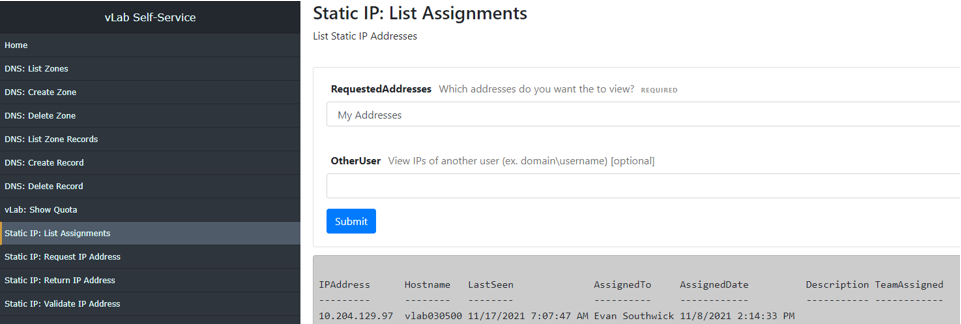 vLab Self-Service
Home
DNS: List Zones
DNS: Create Zone
DNS: Delete Zone
DNS: List Zone Records
DNS: Create Record
DNS: Delete Record
vLab: Show Quota
Static IP: List Assignments
Static IP: Request IP Address
Static IP: Return IP Address
Static IP: Validate IP Address
Static IP: List Assignments
List Static IP Addresses
RequestedAddresses Which addresses do you want the to view? REQUIRED
My Addresses
OtherUser View IPs of another user (ex. domain\username) [optional]
Submit
IPAddress Hostname LastSeen AssignedTo AssignedDate Description TeamAssigned
--------- -------- -------- ---------- ------------ ----------- ------------
10.204.129.97 vlab030500 11/17/2021 7:07:47 AM Evan Southwick 11/8/2021 2:14:33 PM